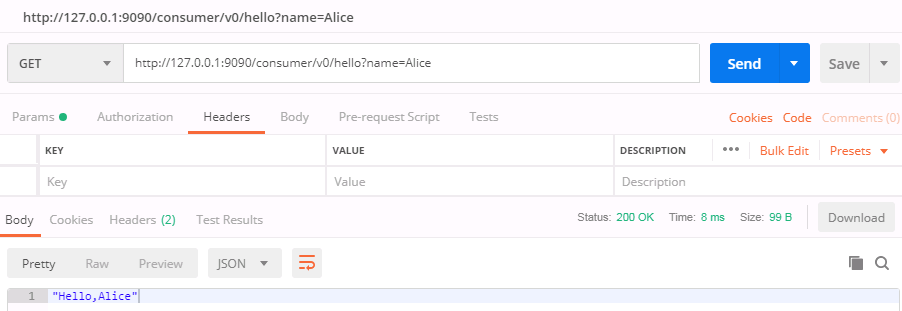 http://127.0.0.1:9090/consumer/v0/hello?name=Alice
GET http://127.0.0.1:9090/consumer/v0/hello?name=Alice Send Save
Params Authorization Headers Body Pre-request Script Tests Cookies Code Comments (0)
KEY VALUE DESCRIPTION ••• Bulk Edit Presets
Key Value Description
Body Cookies Headers (2) Test Results Status: 200 OK Time: 8 ms Size: 99 B Download
Pretty Raw Preview JSON
1 "Hello,Alice"